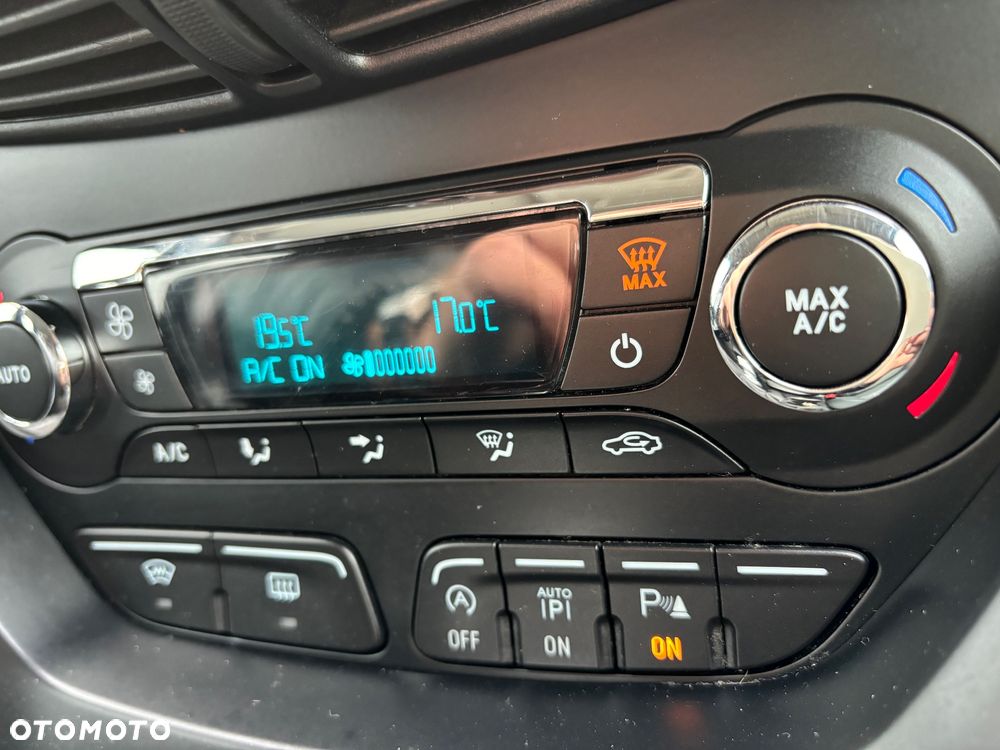 MAX
19.5°C
17.0°C
A/C ON
AUTO
MAX
A/C
A/C
A
OFF
AUTO
P
ON
P
ON
OTOMOTO